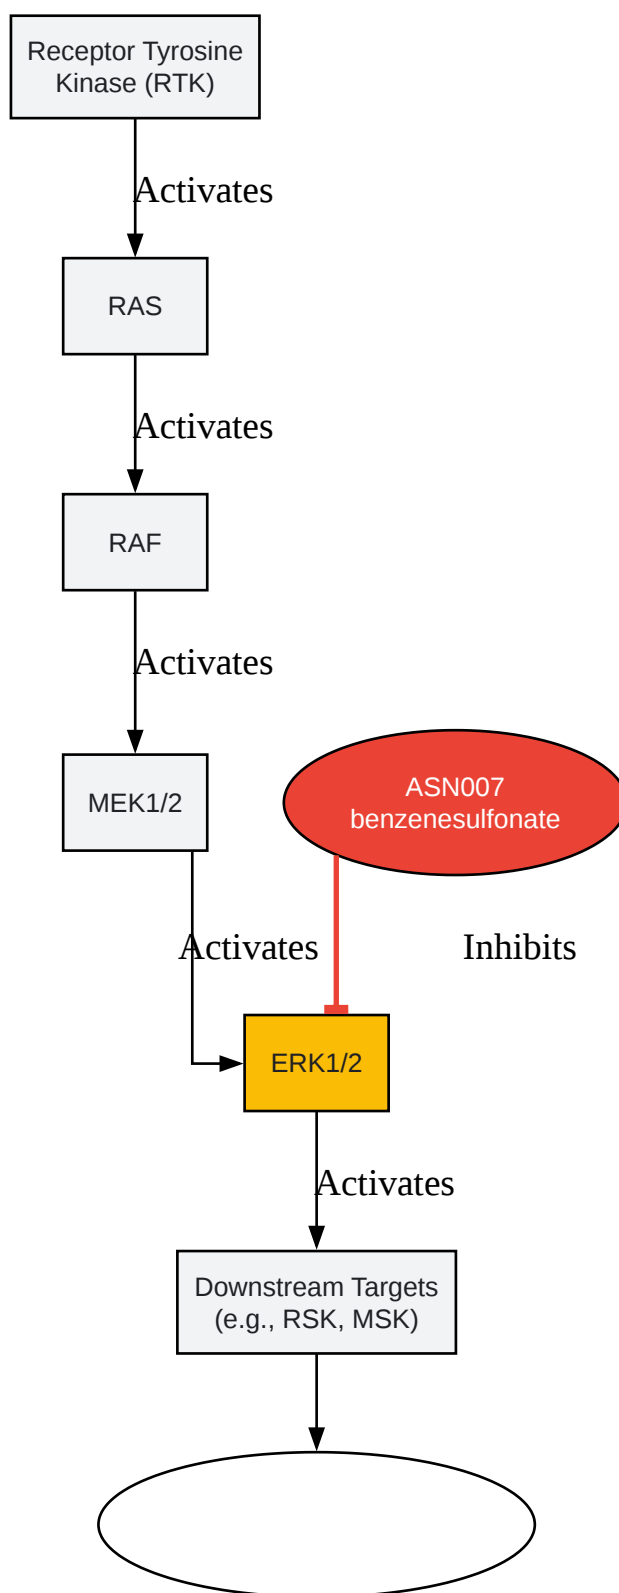 Receptor Tyrosine
Kinase (RTK)
Activates
RAS
Activates
RAF
Activates
MEK1/2
ASN007
benzenesulfonate
Activates
Inhibits
ERK1/2
Activates
Downstream Targets
(e.g., RSK, MSK)